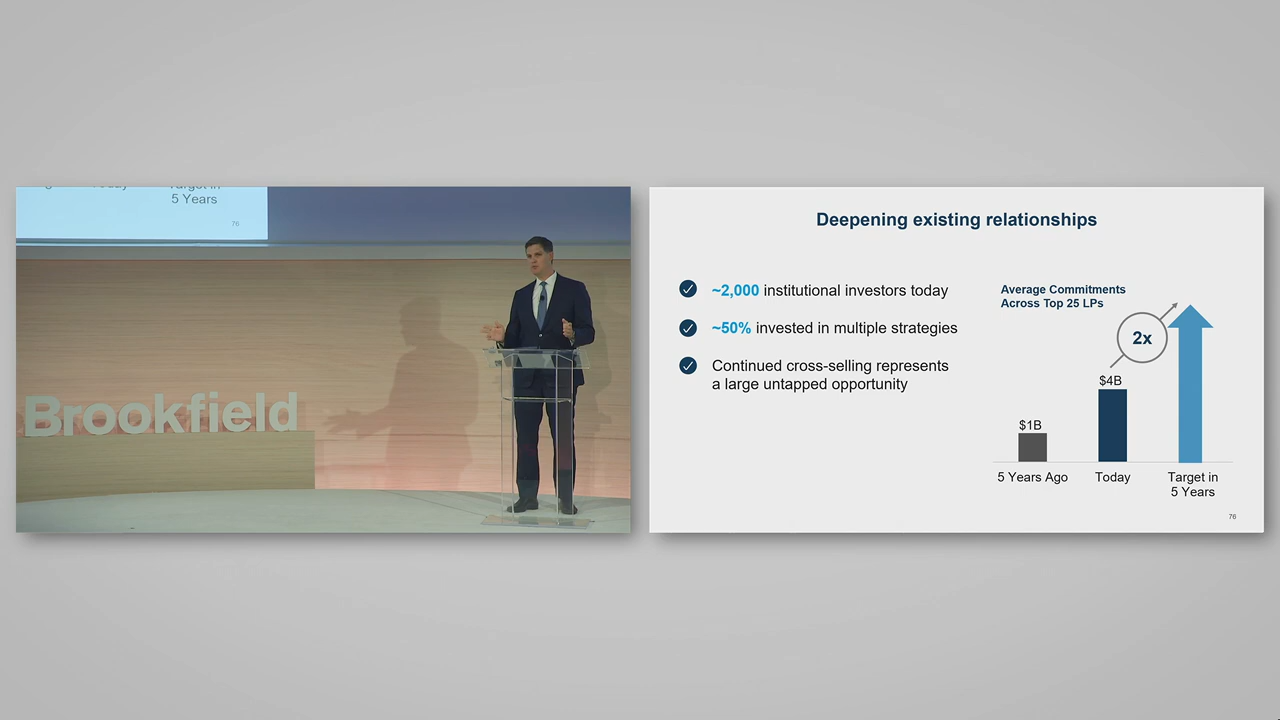 Today
Target in
5 Years
76
Brookfield
Deepening existing relationships
~2,000 institutional investors today
~50% invested in multiple strategies
Continued cross-selling represents
a large untapped opportunity
Average Commitments
Across Top 25 LPs
2x
$4B
$1B
5 Years Ago
Today
Target in
5 Years
76